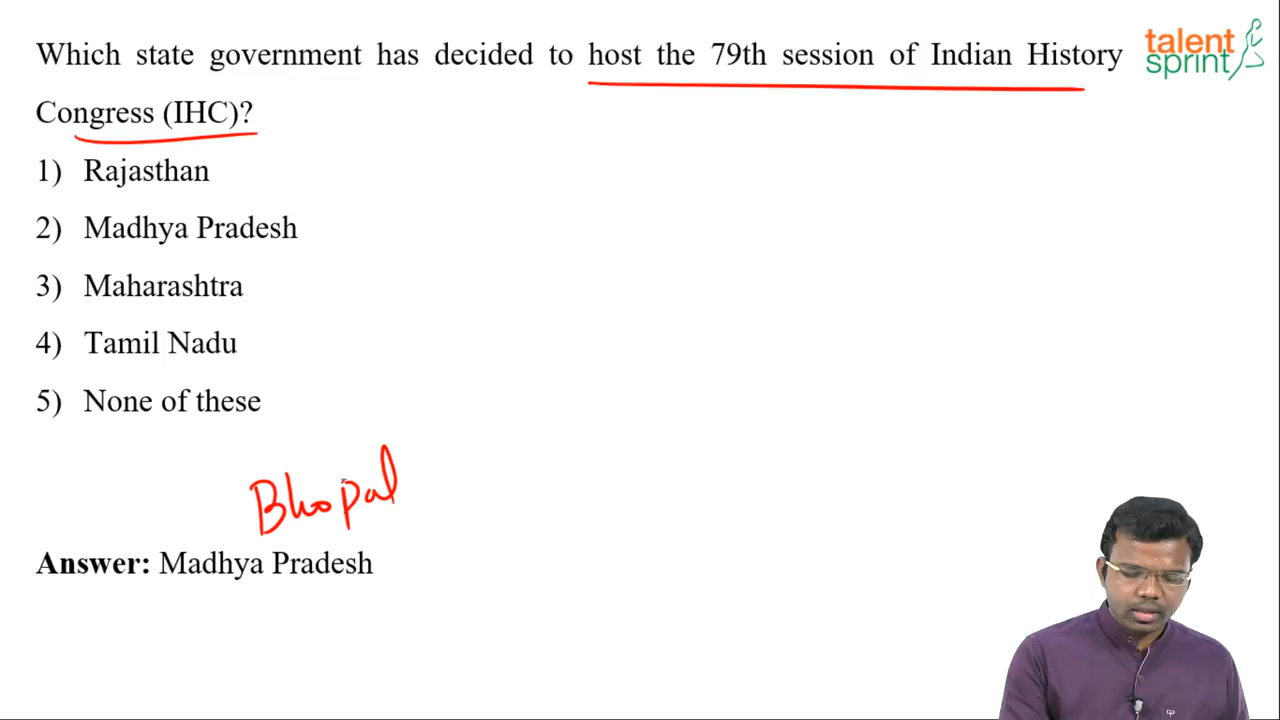 Which state government has decided to host the 79th session of Indian History
Congress (IHC)?
talent
sprint
1) Rajasthan
2) Madhya Pradesh
3) Maharashtra
4) Tamil Nadu
5) None of these
Bhopal
Answer: Madhya Pradesh